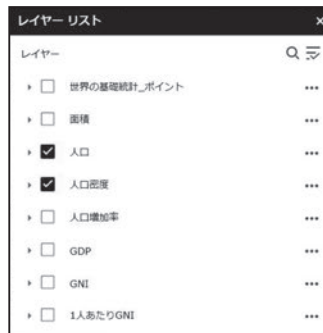 レイヤー リスト
レイヤー
世界の基礎統計_ポイント
面積
人口
人口密度
人口増加率
GDP
GNI
1人あたりGNI